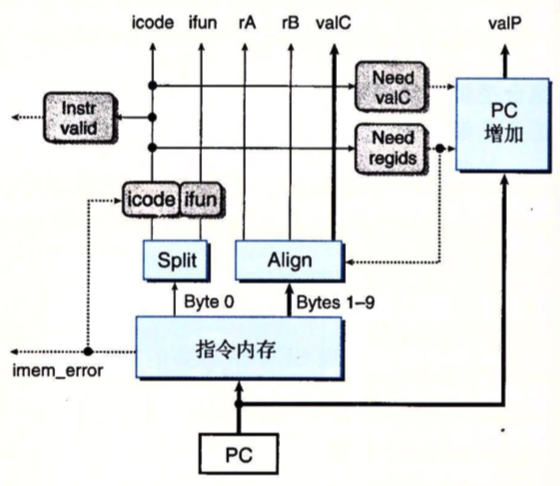 icode ifun rA rB valC valP
Need
valC
Instr
valid
PC
增加
Need
regids
icode ifun
Split
Align
Byte 0
Bytes 1–9
指令内存
imem_error
PC